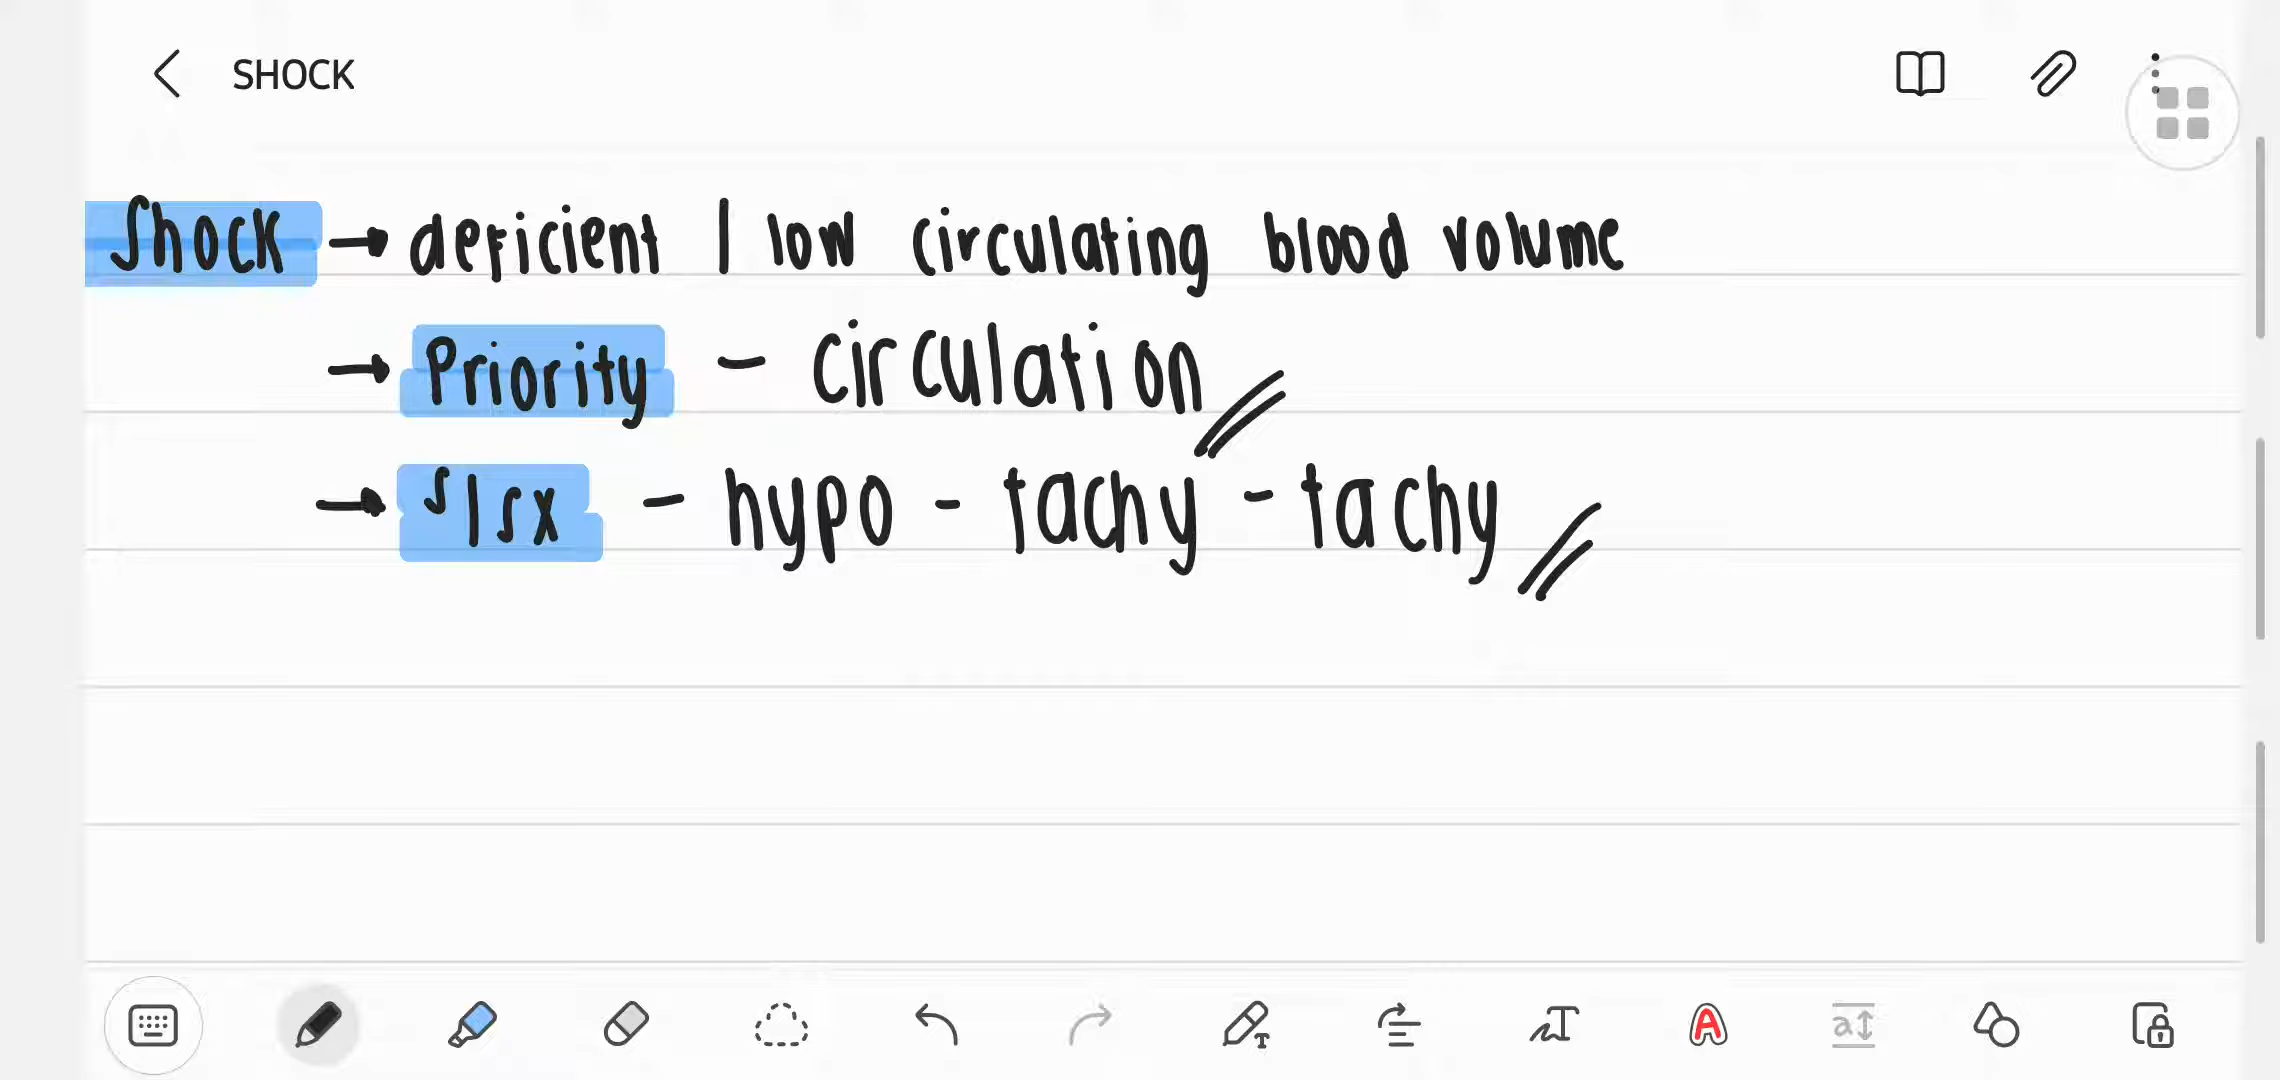 SHOCK
Shock → deficient / low circulating blood volume
→ Priority - circulation
→ s/sx - hypo - tachy - tachy